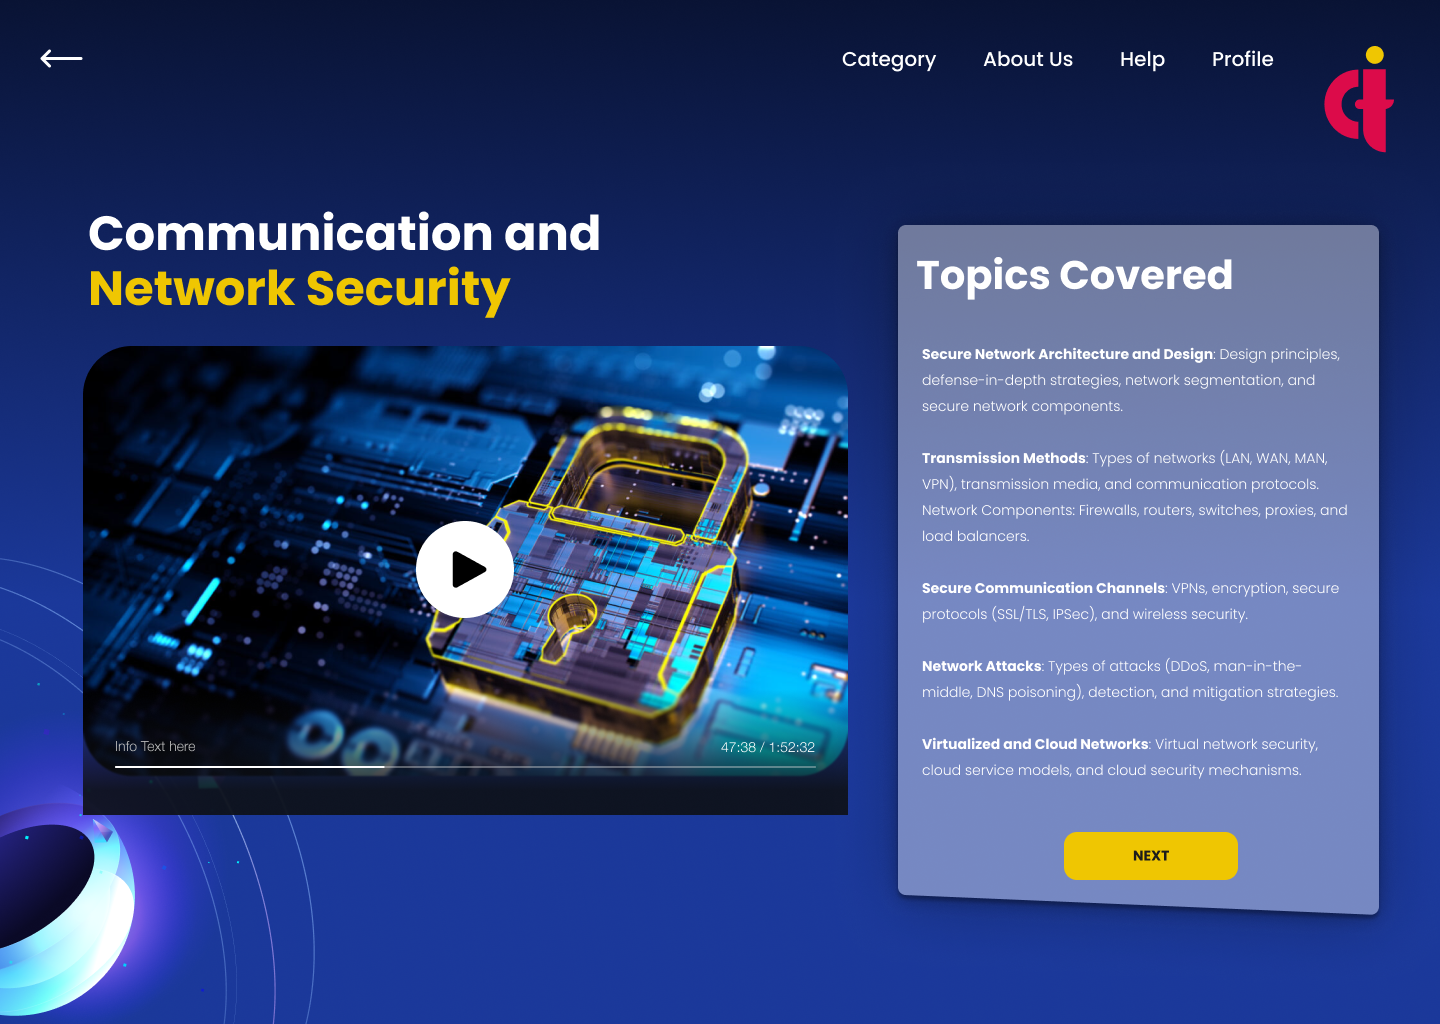 Category About Us Help Profile
Communication and
Network Security
Info Text here
47:38 / 1:52:32
Topics Covered
Secure Network Architecture and Design: Design principles,
defense-in-depth strategies, network segmentation, and
secure network components.
Transmission Methods: Types of networks (LAN, WAN, MAN,
VPN), transmission media, and communication protocols.
Network Components: Firewalls, routers, switches, proxies, and
load balancers.
Secure Communication Channels: VPNs, encryption, secure
protocols (SSL/TLS, IPSec), and wireless security.
Network Attacks: Types of attacks (DDoS, man-in-the-
middle, DNS poisoning), detection, and mitigation strategies.
Virtualized and Cloud Networks: Virtual network security,
cloud service models, and cloud security mechanisms.
NEXT